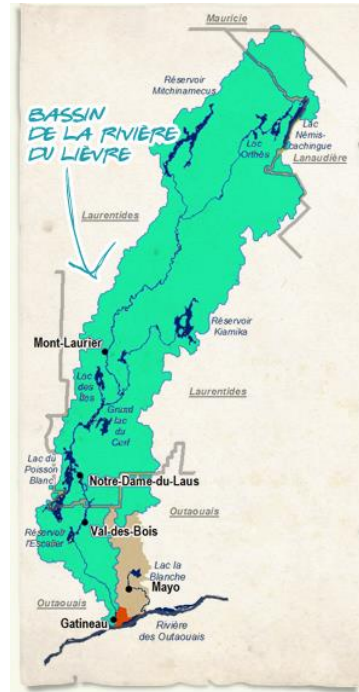 Mauricie
Réservoir
Mitchinamecus
BASSIN
DE LA RIVIÈRE
DU LIÈVRE
Lac
Némis-
cachingue
Lac
Orthès
Lanaudière
Laurentides
Réservoir
Kiamika
Mont-Laurier
Lac
des
Îles
Laurentides
Grand
lac
du
Cerf
Lac du
Poisson
Blanc
Notre-Dame-du-Laus
Outaouais
Réservoir
l'Escalier
Val-des-Bois
Lac la
Blanche
Mayo
Outaouais
Gatineau
Rivière
des Outaouais